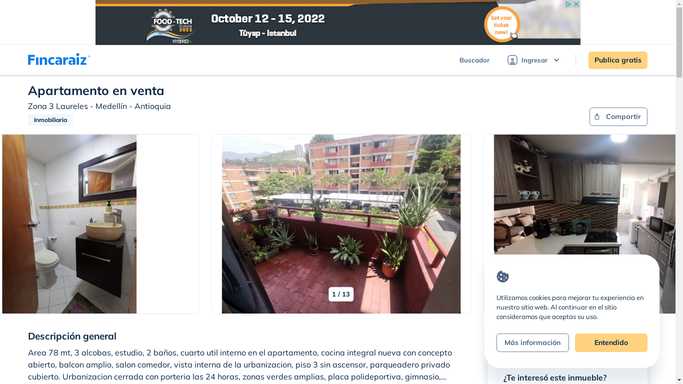 FOOD-TECH
EURASIA
HYBRID
October 12 - 15, 2022
Tüyap - Istanbul
Get your
ticket
now!
Fincaraiz
Buscador
Ingresar
Publica gratis
Apartamento en venta
Zona 3 Laureles - Medellín - Antioquia
Inmobiliaria
Compartir
1 / 13
Utilizamos cookies para mejorar tu experiencia en
nuestro sitio web. Al continuar en el sitio
consideramos que aceptas su uso.
Más información
Entendido
Descripción general
Area 78 mt, 3 alcobas, estudio, 2 baños, cuarto util interno en el apartamento, cocina integral nueva con concepto
abierto, balcon amplio, salon comedor, vista interna de la urbanizacion, piso 3 sin ascensor, parqueadero privado
cubierto. Urbanizacion cerrada con porteria las 24 horas, zonas verdes amplias, placa polideportiva, gimnasio,...
¿Te interesó este inmueble?